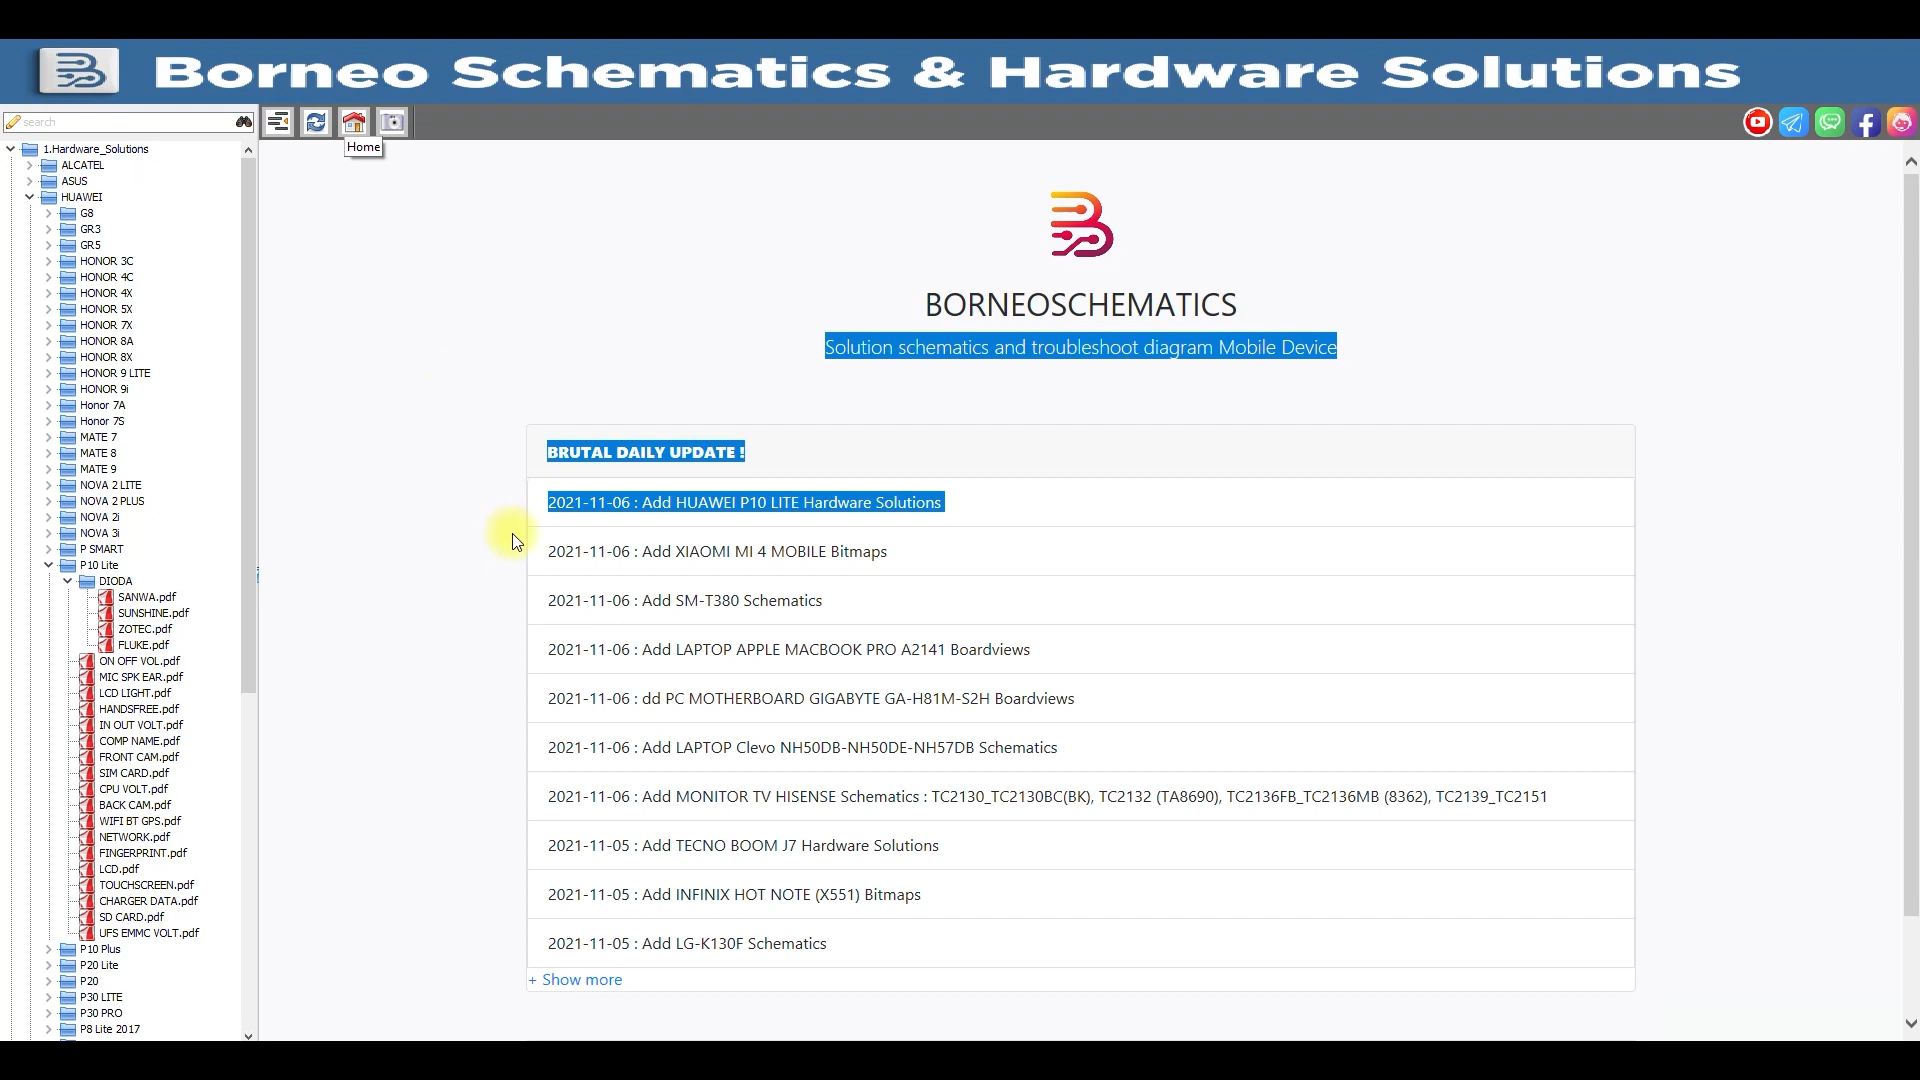 Borneo Schematics & Hardware Solutions
search
Home
1.Hardware_Solutions
ALCATEL
ASUS
HUAWEI
G8
GR3
GR5
HONOR 3C
HONOR 4C
HONOR 4X
HONOR 5X
HONOR 7X
HONOR 8A
HONOR 8X
HONOR 9 LITE
HONOR 9i
Honor 7A
Honor 7S
MATE 7
MATE 8
MATE 9
NOVA 2 LITE
NOVA 2 PLUS
NOVA 2i
NOVA 3i
P SMART
P10 Lite
DIODA
SANWA.pdf
SUNSHINE.pdf
ZOTEC.pdf
FLUKE.pdf
ON OFF VOL.pdf
MIC SPK EAR.pdf
LCD LIGHT.pdf
HANDSFREE.pdf
IN OUT VOLT.pdf
COMP NAME.pdf
FRONT CAM.pdf
SIM CARD.pdf
CPU VOLT.pdf
BACK CAM.pdf
WIFI BT GPS.pdf
NETWORK.pdf
FINGERPRINT.pdf
LCD.pdf
TOUCHSCREEN.pdf
CHARGER DATA.pdf
SD CARD.pdf
UFS EMMC VOLT.pdf
P10 Plus
P20 Lite
P20
P30 LITE
P30 PRO
P8 Lite 2017
BORNEOSCHEMATICS
Solution schematics and troubleshoot diagram Mobile Device
BRUTAL DAILY UPDATE !
2021-11-06 : Add HUAWEI P10 LITE Hardware Solutions
2021-11-06 : Add XIAOMI MI 4 MOBILE Bitmaps
2021-11-06 : Add SM-T380 Schematics
2021-11-06 : Add LAPTOP APPLE MACBOOK PRO A2141 Boardviews
2021-11-06 : dd PC MOTHERBOARD GIGABYTE GA-H81M-S2H Boardviews
2021-11-06 : Add LAPTOP Clevo NH50DB-NH50DE-NH57DB Schematics
2021-11-06 : Add MONITOR TV HISENSE Schematics : TC2130_TC2130BC(BK), TC2132 (TA8690), TC2136FB_TC2136MB (8362), TC2139_TC2151
2021-11-05 : Add TECNO BOOM J7 Hardware Solutions
2021-11-05 : Add INFINIX HOT NOTE (X551) Bitmaps
2021-11-05 : Add LG-K130F Schematics
+ Show more